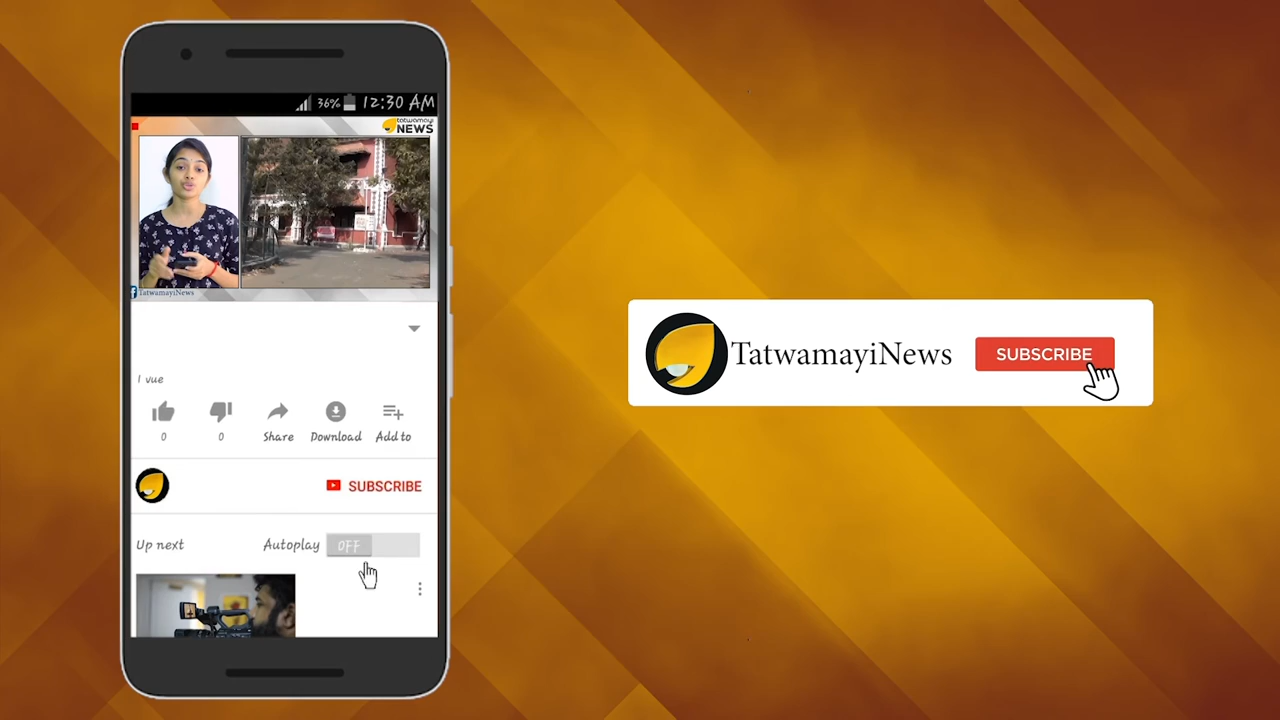 36% 12:30 AM
tatwamayi
NEWS
TatwamayiNews
1 vue
0 0 Share Download Add to
SUBSCRIBE
Up next Autoplay OFF
TatwamayiNews SUBSCRIBE